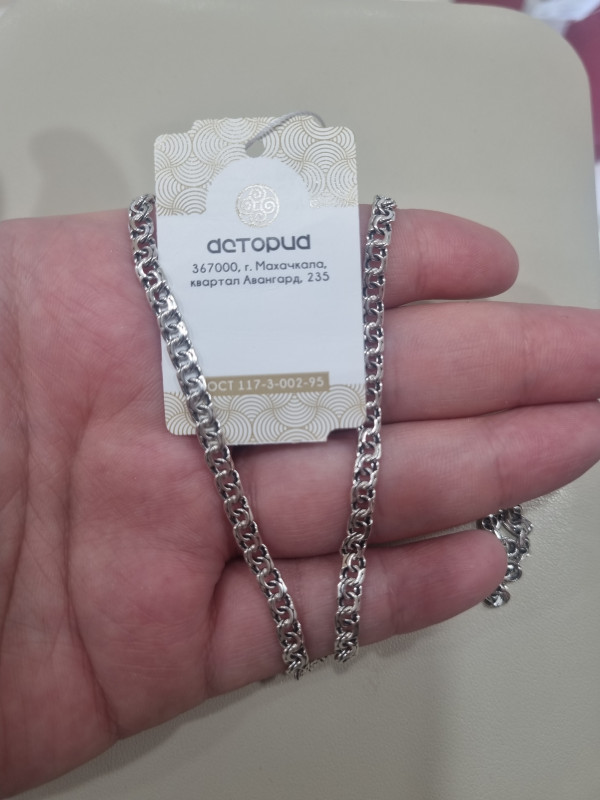 астория
367000, г. Махачкала,
квартал Авангард, 235
ОСТ 117-3-002-95